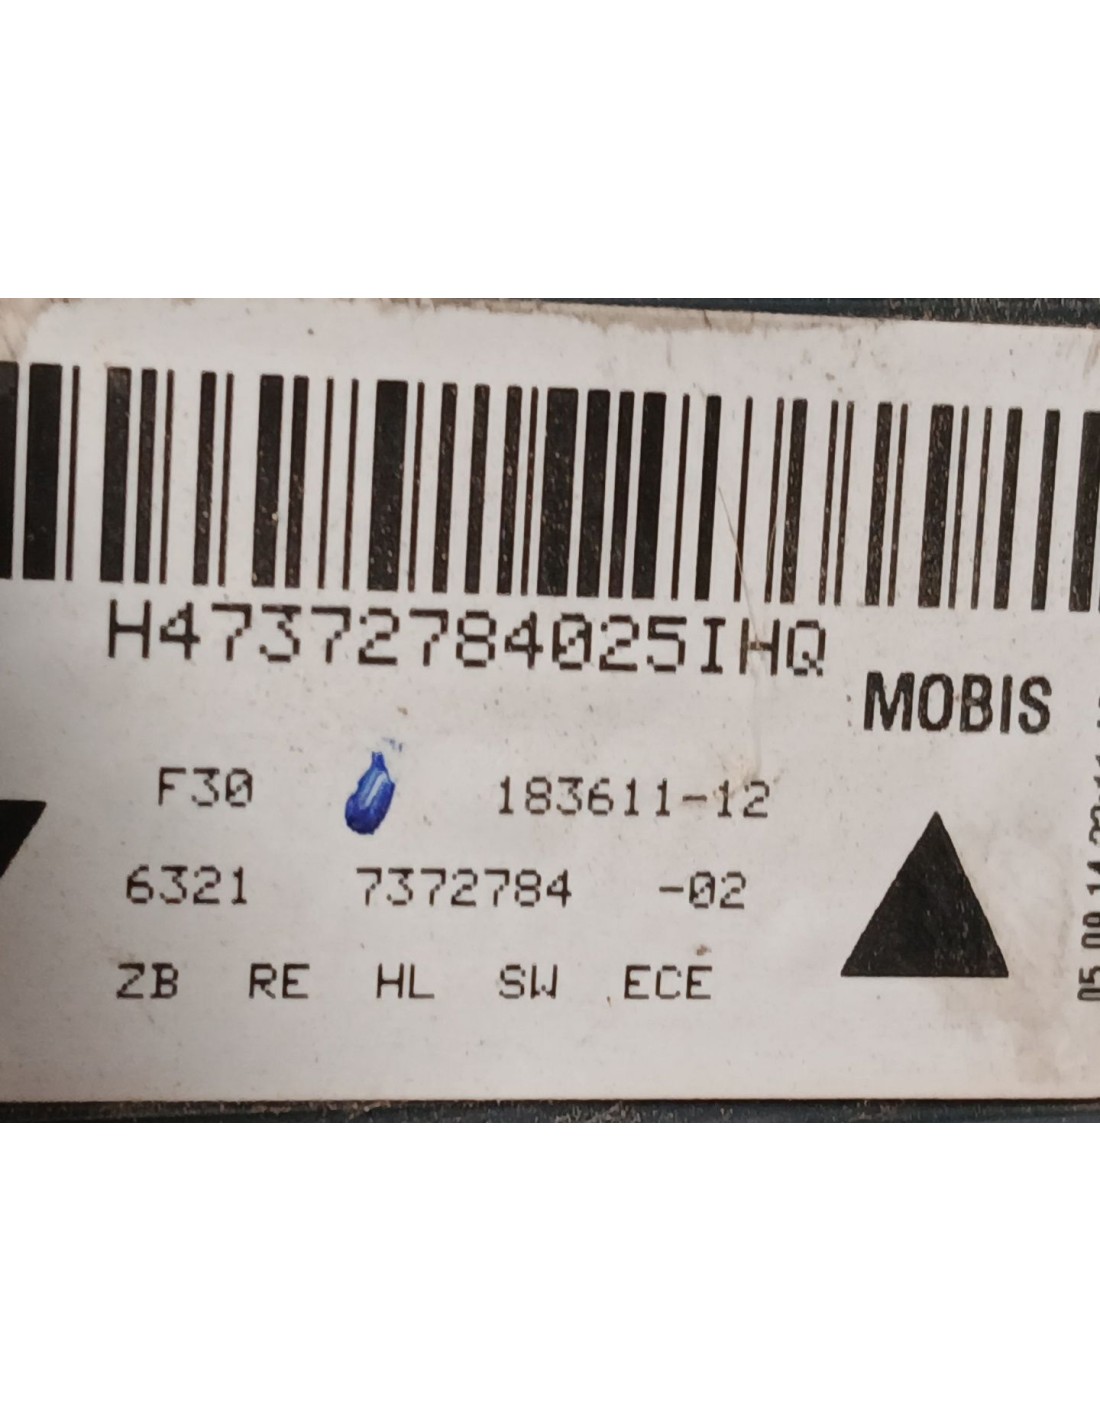 H47372784025IHQ
MOBIS
F30 183611-12
6321 7372784 -02
ZB RE HL SW ECE